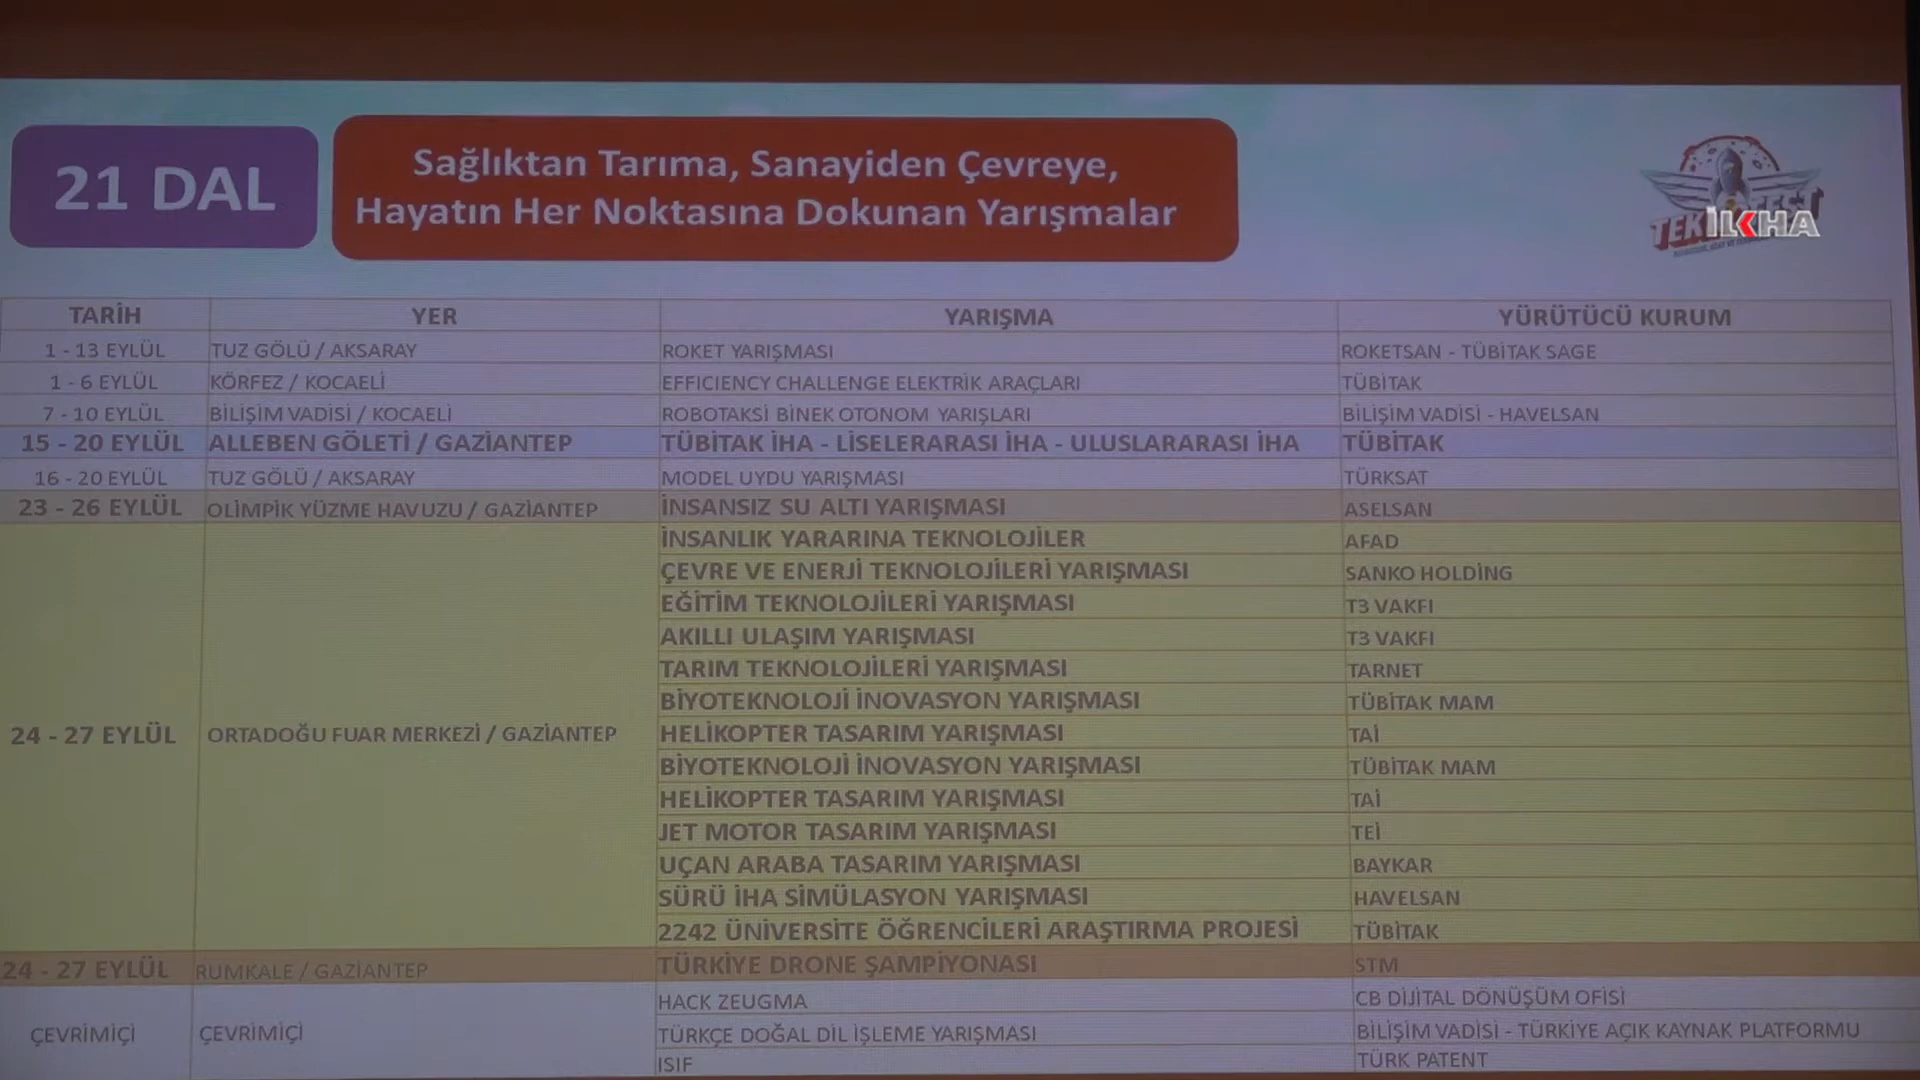 21 DAL
Sağlıktan Tarıma, Sanayiden Çevreye,
Hayatın Her Noktasına Dokunan Yarışmalar
İLKHA
TARİH YER YARIŞMA YÜRÜTÜCÜ KURUM
1 - 13 EYLÜL TUZ GÖLÜ / AKSARAY ROKET YARIŞMASI ROKETSAN - TÜBİTAK SAGE
1 - 6 EYLÜL KÖRFEZ / KOCAELİ EFFICIENCY CHALLENGE ELEKTRİK ARAÇLARI TÜBİTAK
7 - 10 EYLÜL BİLİŞİM VADİSİ / KOCAELİ ROBOTAKSİ BİNEK OTONOM YARIŞLARI BİLİŞİM VADİSİ - HAVELSAN
15 - 20 EYLÜL ALLEBEN GÖLETİ / GAZİANTEP TÜBİTAK İHA - LİSELERARASI İHA - ULUSLARARASI İHA TÜBİTAK
16 - 20 EYLÜL TUZ GÖLÜ / AKSARAY MODEL UYDU YARIŞMASI TÜRKSAT
23 - 26 EYLÜL OLİMPİK YÜZME HAVUZU / GAZİANTEP İNSANSIZ SU ALTI YARIŞMASI ASELSAN
İNSANLIK YARARINA TEKNOLOJİLER AFAD
ÇEVRE VE ENERJİ TEKNOLOJİLERİ YARIŞMASI SANKO HOLDİNG
EĞİTİM TEKNOLOJİLERİ YARIŞMASI T3 VAKFI
AKILLI ULAŞIM YARIŞMASI T3 VAKFI
TARIM TEKNOLOJİLERİ YARIŞMASI TARNET
BİYOTEKNOLOJİ İNOVASYON YARIŞMASI TÜBİTAK MAM
24 - 27 EYLÜL ORTADOĞU FUAR MERKEZİ / GAZİANTEP HELİKOPTER TASARIM YARIŞMASI TAİ
BİYOTEKNOLOJİ İNOVASYON YARIŞMASI TÜBİTAK MAM
HELİKOPTER TASARIM YARIŞMASI TAİ
JET MOTOR TASARIM YARIŞMASI TEİ
UÇAN ARABA TASARIM YARIŞMASI BAYKAR
SÜRÜ İHA SİMÜLASYON YARIŞMASI HAVELSAN
2242 ÜNİVERSİTE ÖĞRENCİLERİ ARAŞTIRMA PROJESİ TÜBİTAK
24 - 27 EYLÜL RUMKALE / GAZİANTEP TÜRKİYE DRONE ŞAMPİYONASI STM
HACK ZEUGMA CB DİJİTAL DÖNÜŞÜM OFİSİ
ÇEVRİMİÇİ ÇEVRİMİÇİ TÜRKÇE DOĞAL DİL İŞLEME YARIŞMASI BİLİŞİM VADİSİ - TÜRKİYE AÇIK KAYNAK PLATFORMU
ISIF TÜRK PATENT